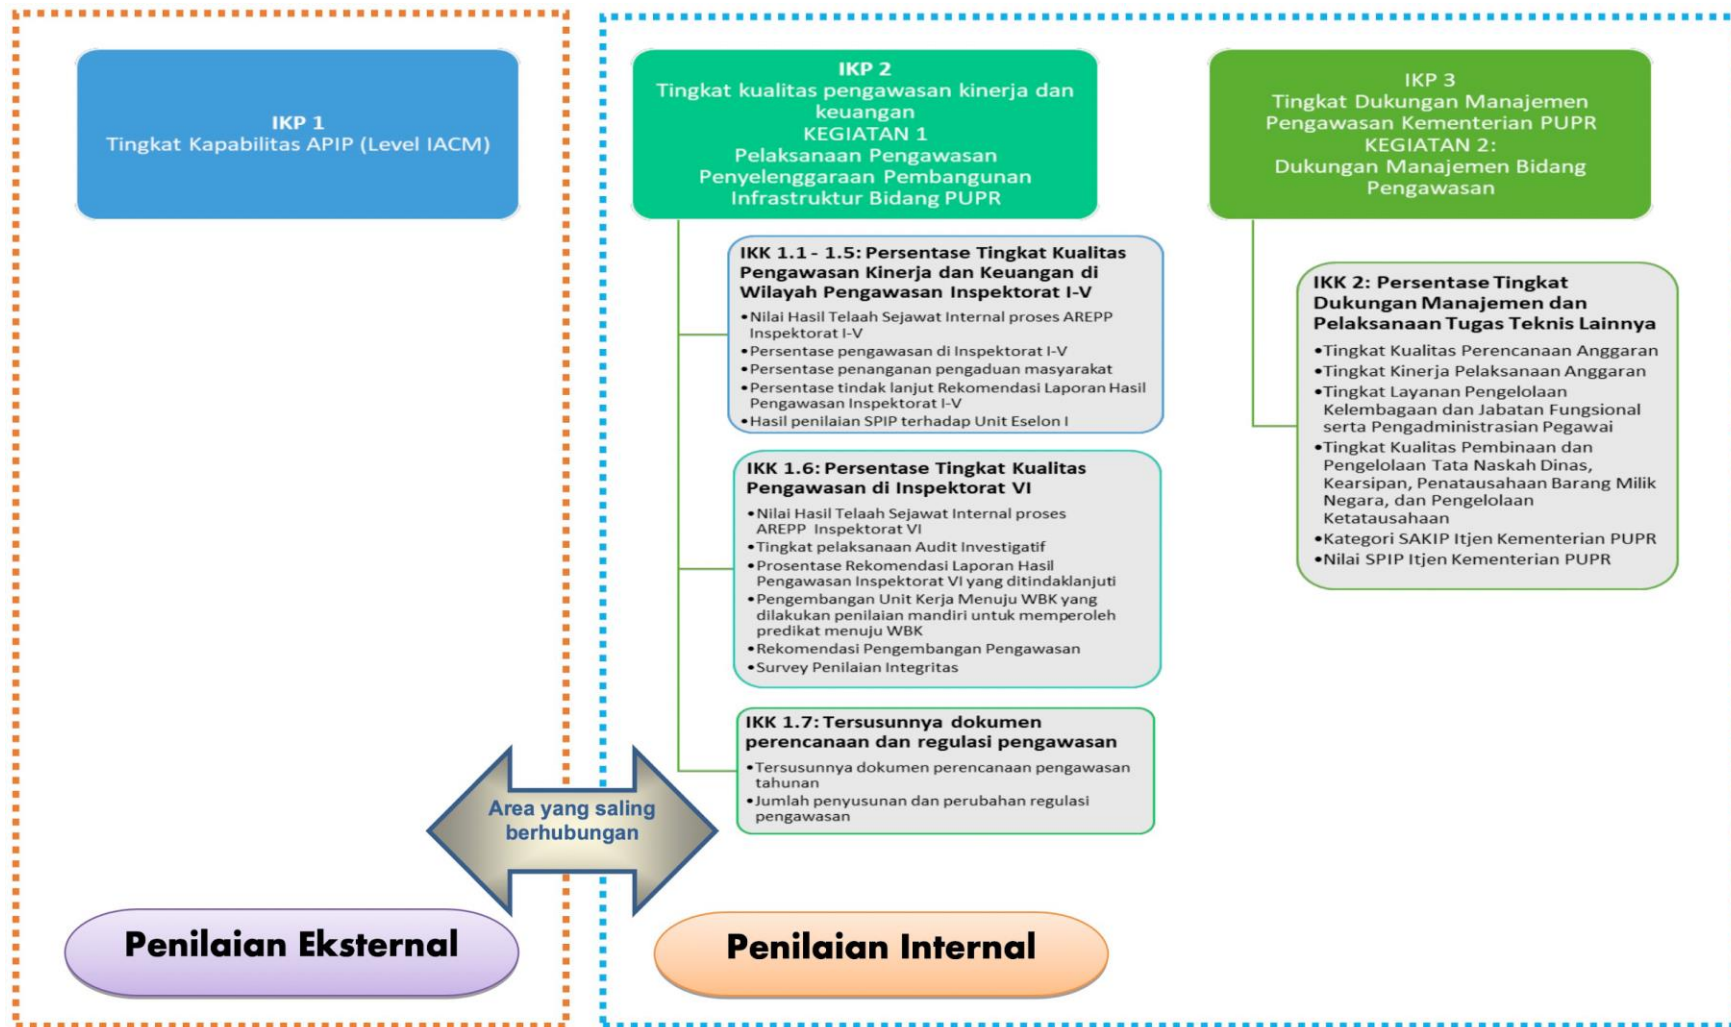 IKP 1
Tingkat Kapabilitas APIP (Level IACM)
IKP 2
Tingkat kualitas pengawasan kinerja dan
keuangan
KEGIATAN 1
Pelaksanaan Pengawasan
Penyelenggaraan Pembangunan
Infrastruktur Bidang PUPR
IKP 3
Tingkat Dukungan Manajemen
Pengawasan Kementerian PUPR
KEGIATAN 2:
Dukungan Manajemen Bidang
Pengawasan
IKK 1.1 - 1.5: Persentase Tingkat Kualitas
Pengawasan Kinerja dan Keuangan di
Wilayah Pengawasan Inspektorat I-V
•Nilai Hasil Telaah Sejawat Internal proses AREPP
Inspektorat I-V
•Persentase pengawasan di Inspektorat I-V
•Persentase penanganan pengaduan masyarakat
•Persentase tindak lanjut Rekomendasi Laporan Hasil
Pengawasan Inspektorat I-V
•Hasil penilaian SPIP terhadap Unit Eselon I
IKK 1.6: Persentase Tingkat Kualitas
Pengawasan di Inspektorat VI
•Nilai Hasil Telaah Sejawat Internal proses
AREPP Inspektorat VI
•Tingkat pelaksanaan Audit Investigatif
•Prosentase Rekomendasi Laporan Hasil
Pengawasan Inspektorat VI yang ditindaklanjuti
•Pengembangan Unit Kerja Menuju WBK yang
dilakukan penilaian mandiri untuk memperoleh
predikat menuju WBK
•Rekomendasi Pengembangan Pengawasan
•Survey Penilaian Integritas
IKK 1.7: Tersusunnya dokumen
perencanaan dan regulasi pengawasan
•Tersusunnya dokumen perencanaan pengawasan
tahunan
•Jumlah penyusunan dan perubahan regulasi
pengawasan
IKK 2: Persentase Tingkat
Dukungan Manajemen dan
Pelaksanaan Tugas Teknis Lainnya
•Tingkat Kualitas Perencanaan Anggaran
•Tingkat Kinerja Pelaksanaan Anggaran
•Tingkat Layanan Pengelolaan
Kelembagaan dan Jabatan Fungsional
serta Pengadministrasian Pegawai
•Tingkat Kualitas Pembinaan dan
Pengelolaan Tata Naskah Dinas,
Kearsipan, Penatausahaan Barang Milik
Negara, dan Pengelolaan
Ketatausahaan
•Kategori SAKIP Itjen Kementerian PUPR
•Nilai SPIP Itjen Kementerian PUPR
Area yang saling
berhubungan
Penilaian Eksternal
Penilaian Internal